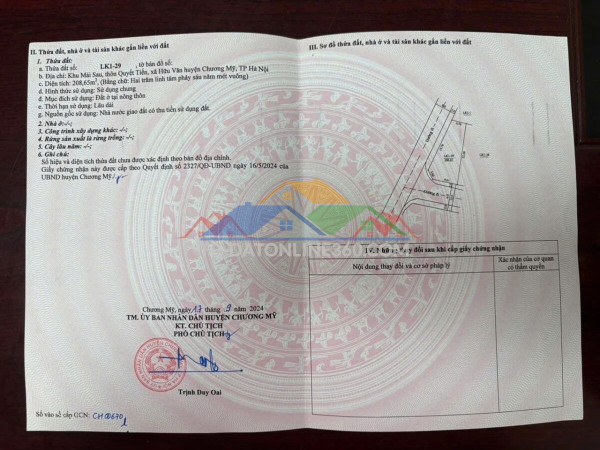 II. Thửa đất, nhà ở và tài sản khác gắn liền với đất
1. Thửa đất:
a. Thửa đất số: LK1-29, tờ bản đồ số:
b. Địa chỉ: Khu Mái Sau, thôn Quyết Tiến, xã Hữu Văn huyện Chương Mỹ, TP Hà Nội
c. Diện tích: 208,65m², (Bằng chữ: Hai trăm linh tám phẩy sáu năm mét vuông)
d. Hình thức sử dụng: Sử dụng chung
đ. Mục đích sử dụng: Đất ở tại nông thôn
e. Thời hạn sử dụng: Lâu dài
g. Nguồn gốc sử dụng: Nhà nước giao đất có thu tiền sử dụng đất.
2. Nhà ở: -/-;
3. Công trình xây dựng khác: -/-;
4. Rừng sản xuất là rừng trồng: -/-;
5. Cây lâu năm: -/-;
6. Ghi chú:
Số hiệu và diện tích thửa đất chưa được xác định theo bản đồ địa chính.
Giấy chứng nhận này được cấp theo Quyết định số 2327/QĐ-UBND ngày 16/5/2024 của
UBND huyện Chương Mỹ./.
Chương Mỹ, ngày 17 tháng 9 năm 2024
TM. ỦY BAN NHÂN DÂN HUYỆN CHƯƠNG MỸ
KT. CHỦ TỊCH
PHÓ CHỦ TỊCH
Trịnh Duy Oai
Số vào sổ cấp GCN: CH00670
III. Sơ đồ thửa đất, nhà ở và tài sản khác gắn liền với đất
Đường
Đường
DATONLINE360.COM
thay đổi sau khi cấp giấy chứng nhận
Nội dung thay đổi và cơ sở pháp lý
Xác nhận của cơ quan
có thẩm quyền